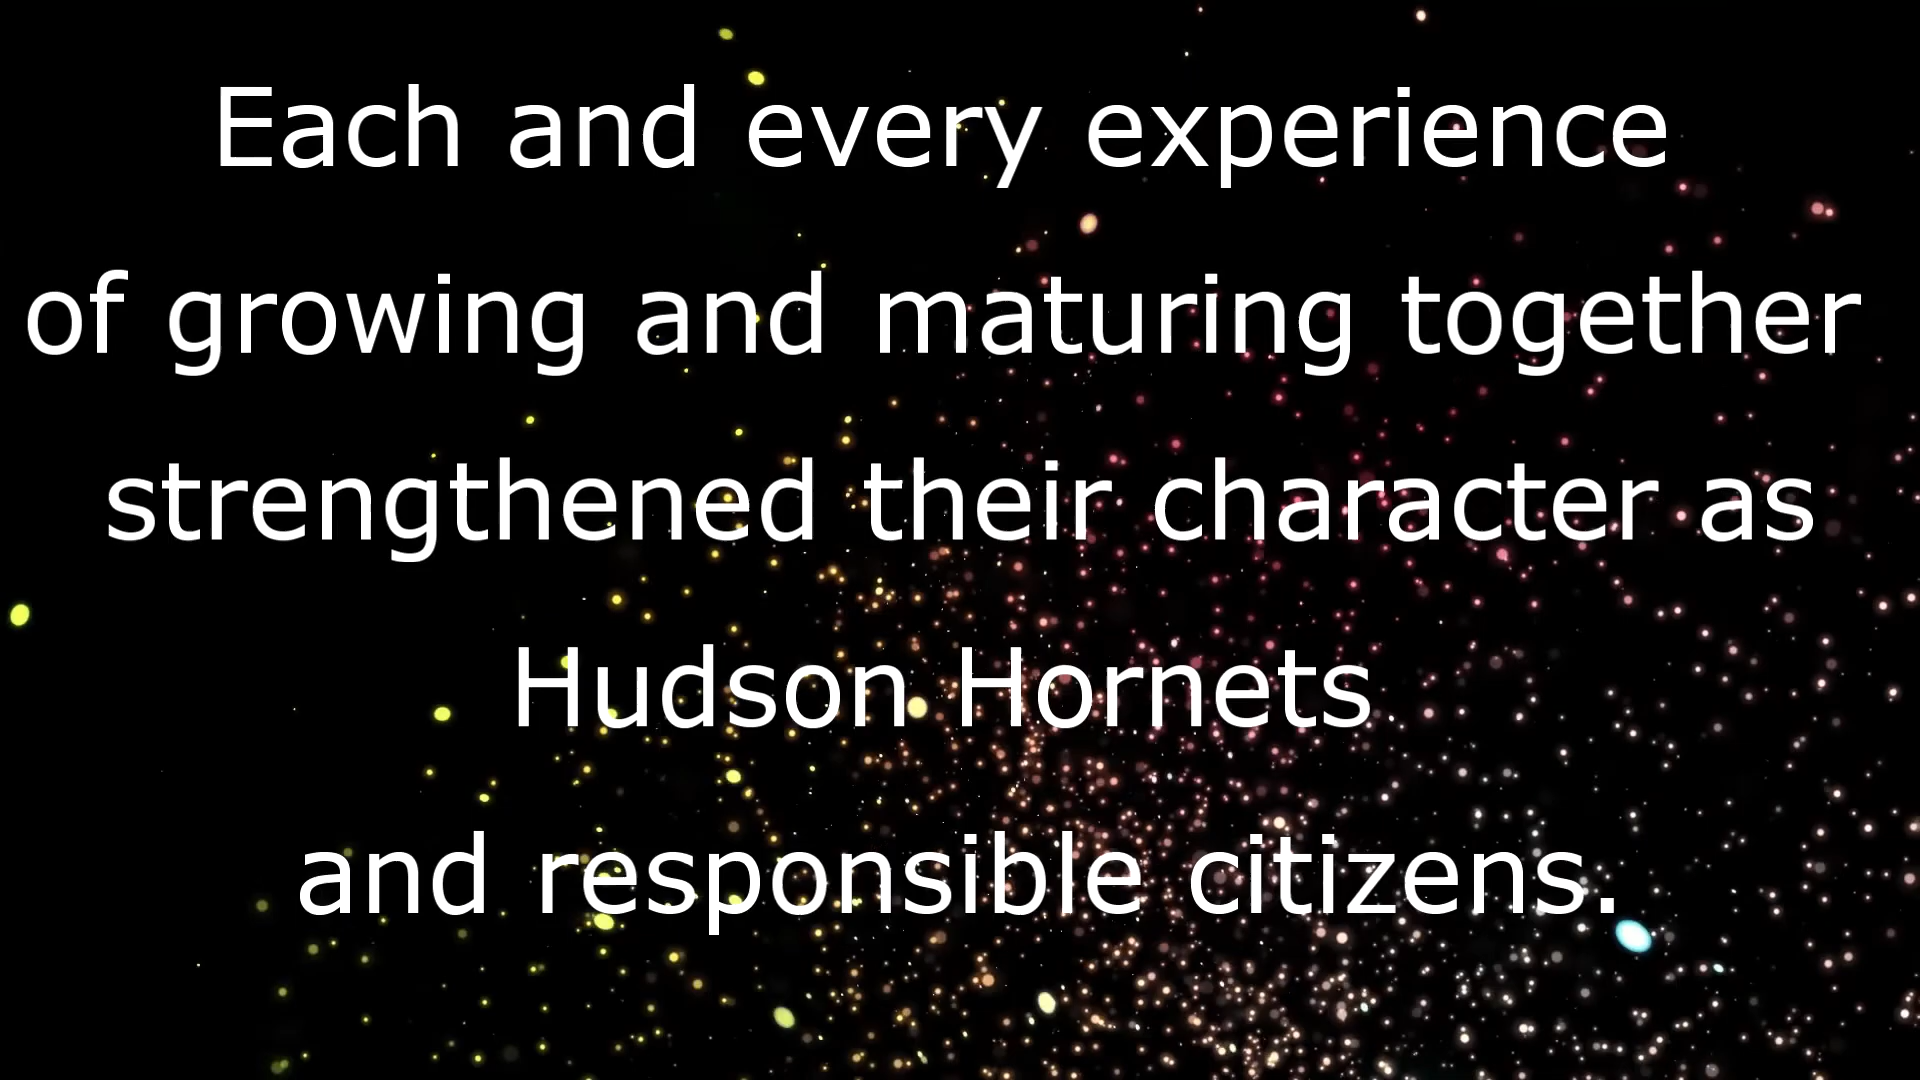 Each and every experience
of growing and maturing together
strengthened their character as
Hudson Hornets
and responsible citizens.